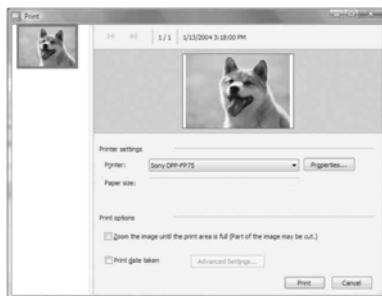 Print
1/1 1/13/2004 3:18:00 PM
Printer settings
Printer: Sony DPP-FP75 Properties...
Paper size:
Print options
Zoom the image until the print area is full (Part of the image may be cut.)
Print date taken Advanced Settings...
Print Cancel